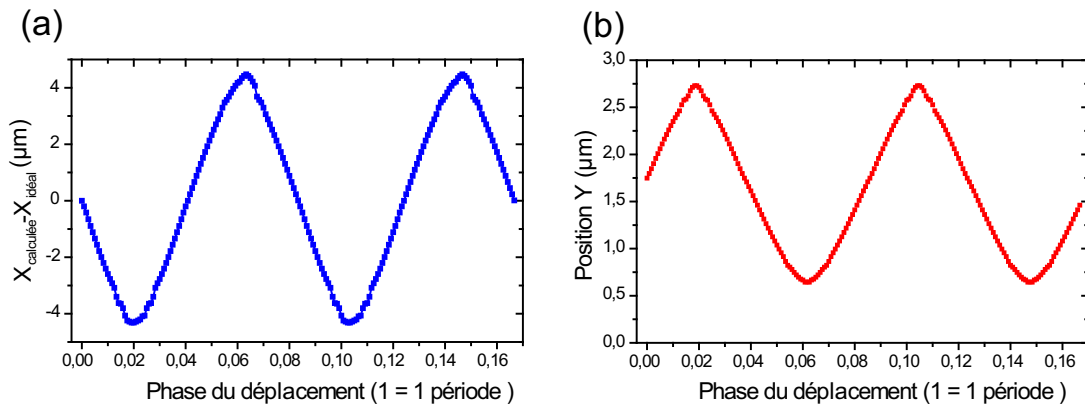 (a)
4
2
0
-2
-4
X calculée-X Idéal (µm)
0,00 0,02 0,04 0,06 0,08 0,10 0,12 0,14 0,16
Phase du déplacement (1 = 1 période )
(b)
3,0
2,5
2,0
1,5
1,0
0,5
0,0
Position Y (µm)
0,00 0,02 0,04 0,06 0,08 0,10 0,12 0,14 0,16
Phase du déplacement (1 = 1 période )